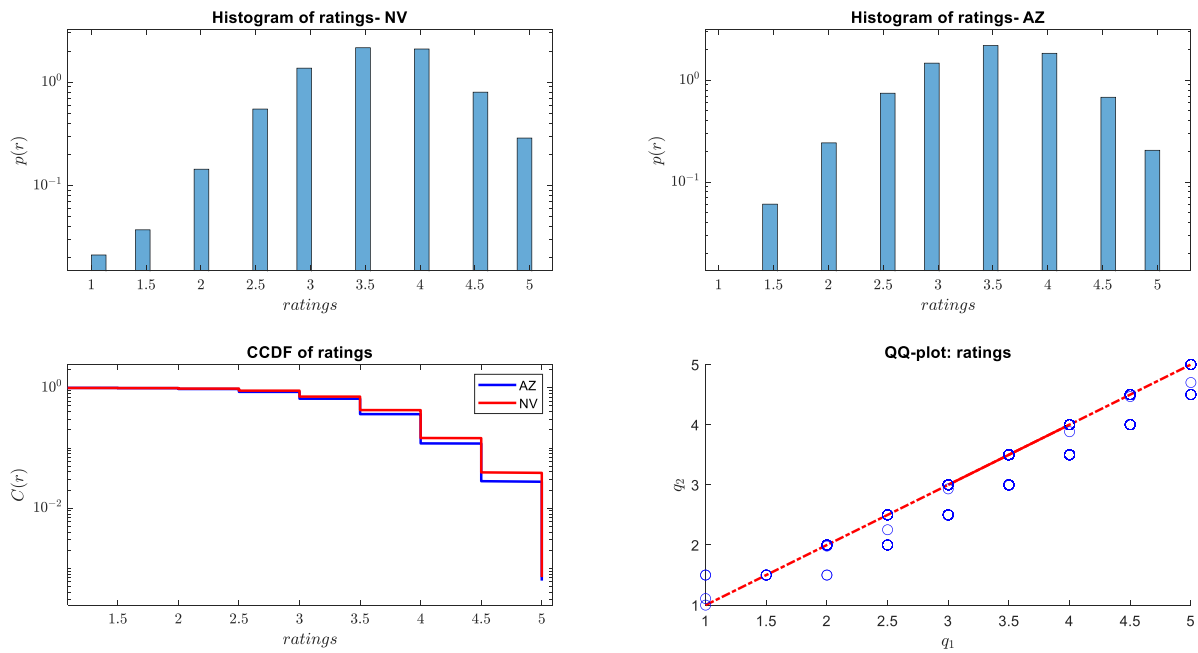 Histogram of ratings- NV
p(r)
10^0
10^-1
1 1.5 2 2.5 3 3.5 4 4.5 5
ratings
Histogram of ratings- AZ
p(r)
10^0
10^-1
1 1.5 2 2.5 3 3.5 4 4.5 5
ratings
CCDF of ratings
C(r)
10^0
10^-2
AZ
NV
1.5 2 2.5 3 3.5 4 4.5 5
ratings
QQ-plot: ratings
q_2
5
4
3
2
1
1 1.5 2 2.5 3 3.5 4 4.5 5
q_1